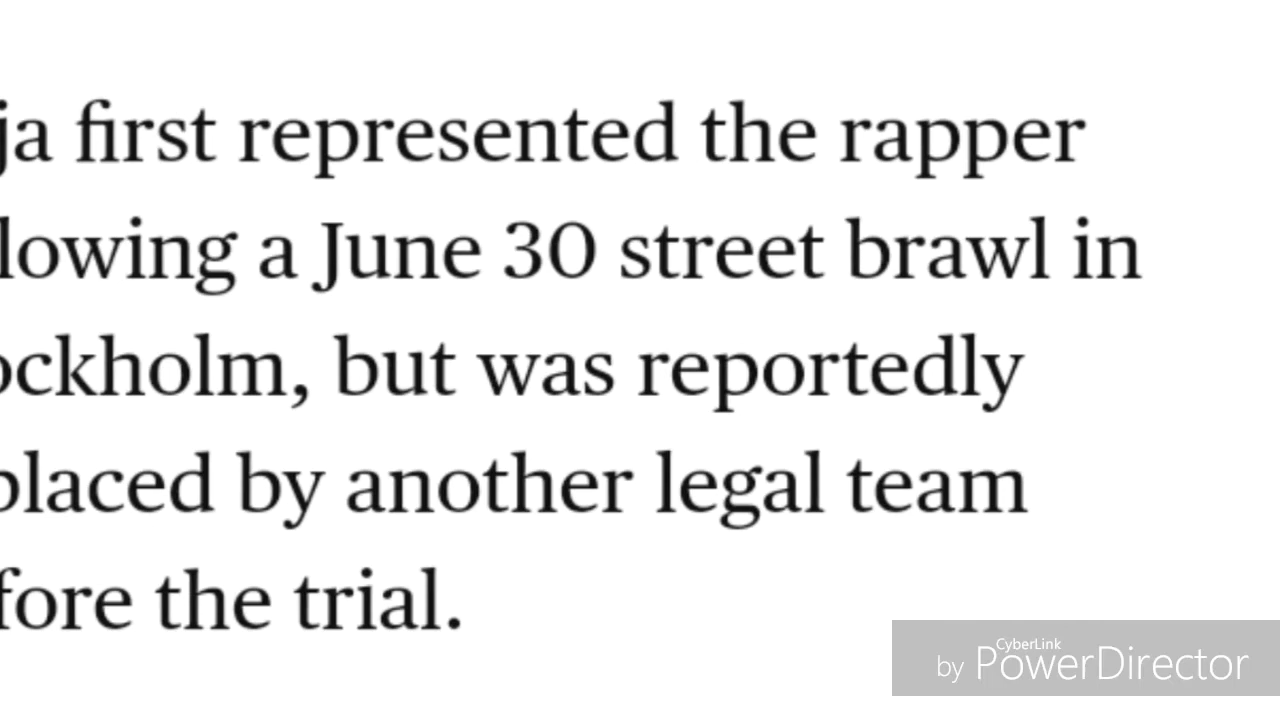 ja first represented the rapper
lowing a June 30 street brawl in
ockholm, but was reportedly
placed by another legal team
fore the trial.
CyberLink
by PowerDirector